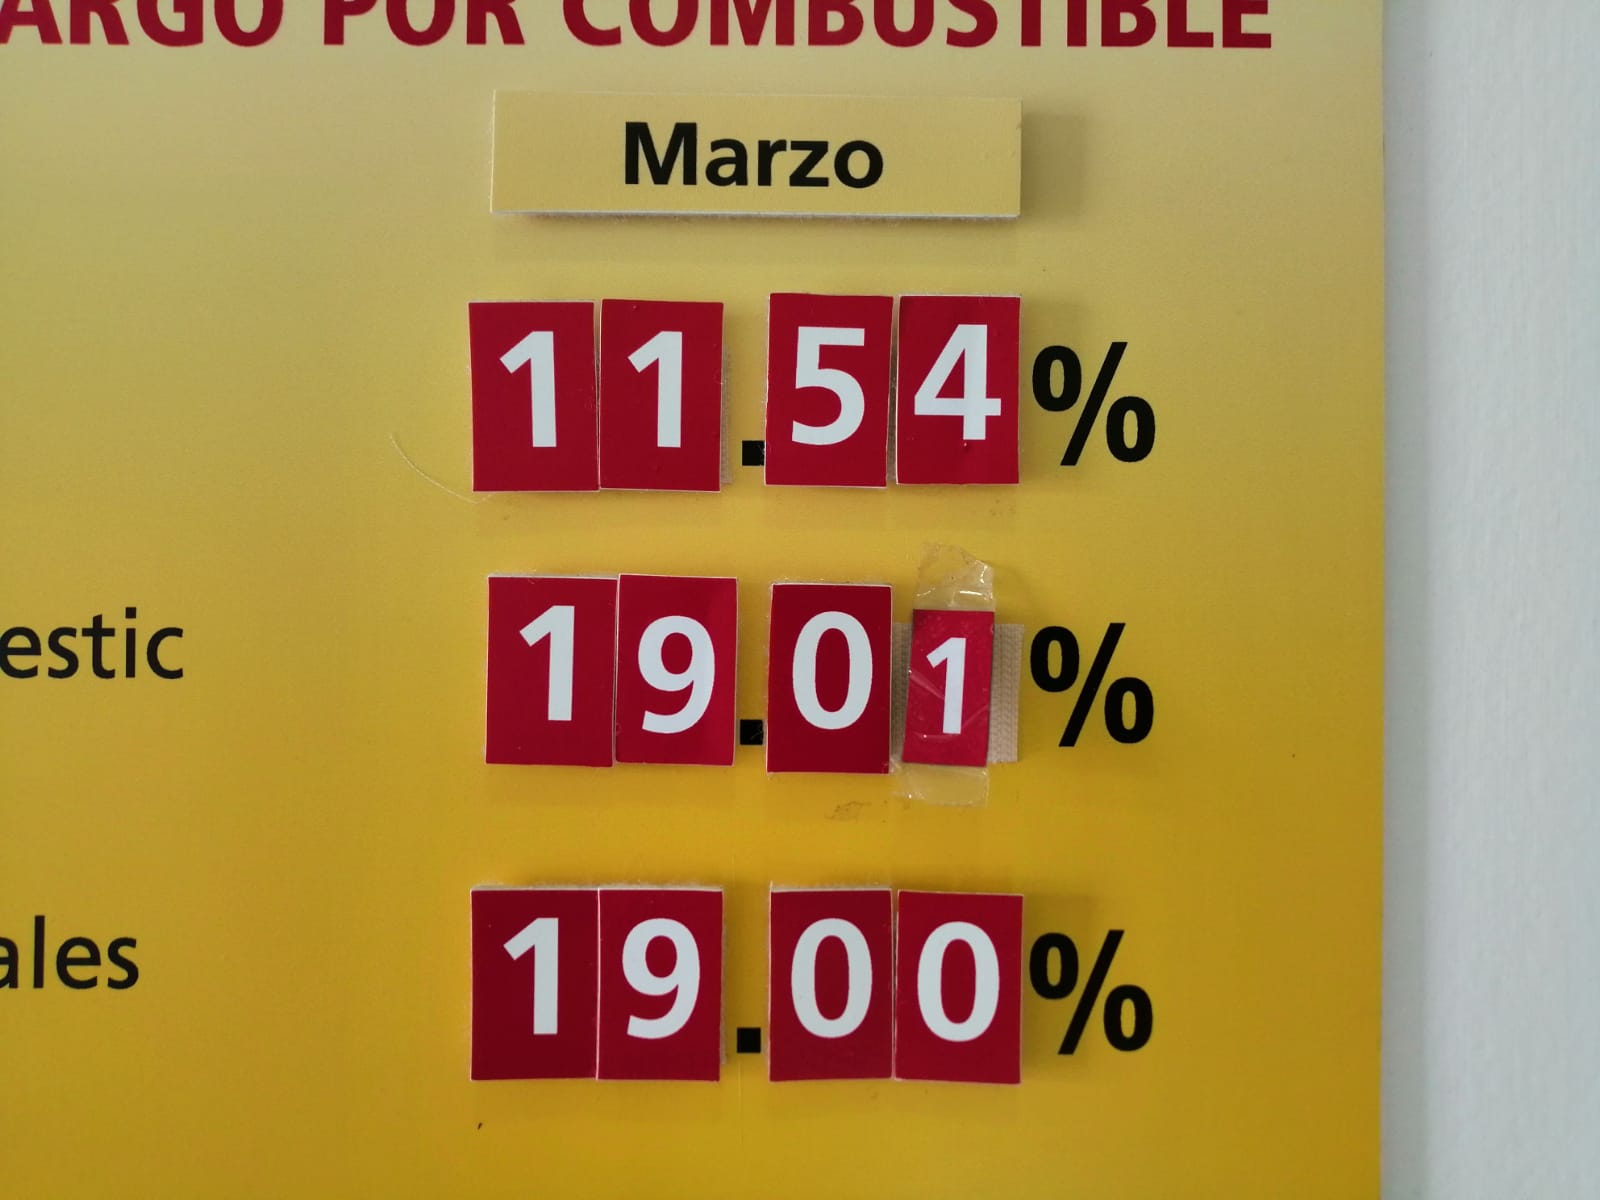 ARGO POR COMBUSTIBLE
Marzo
11.54%
estic 19.01%
ales 19.00%